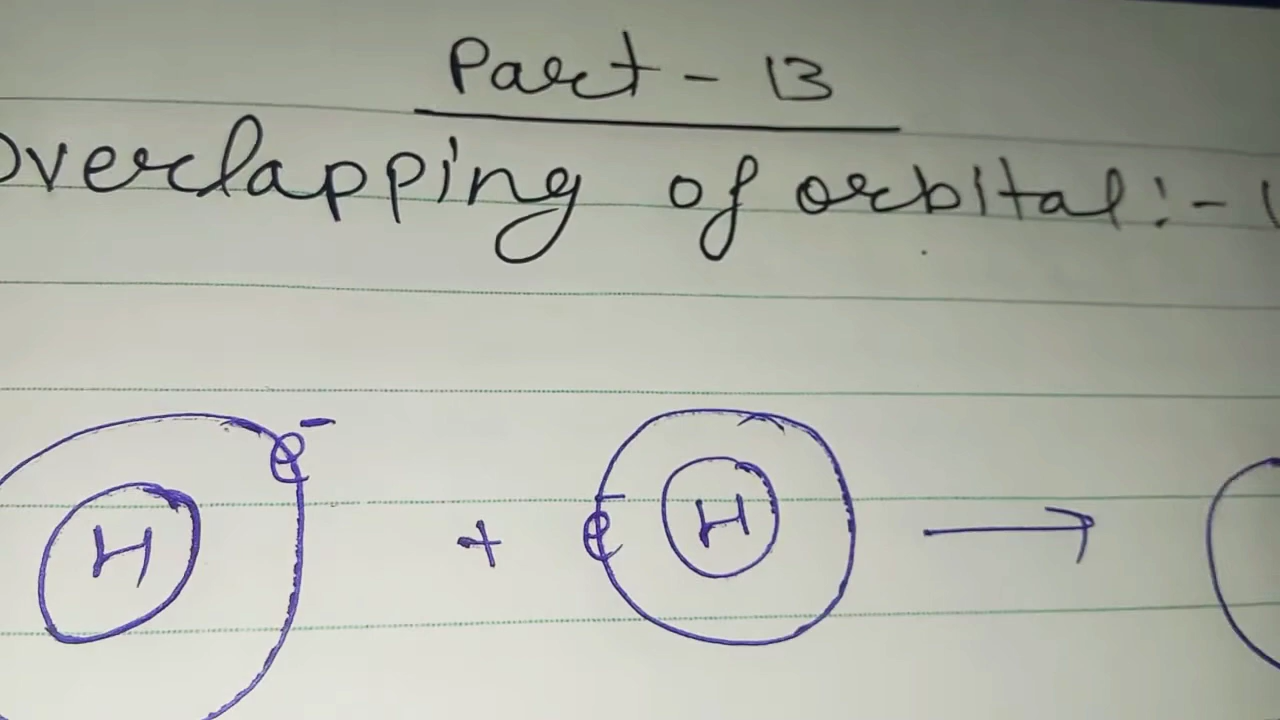 Part - 13
Overlapping of orbital :-
e-
H + e- H →